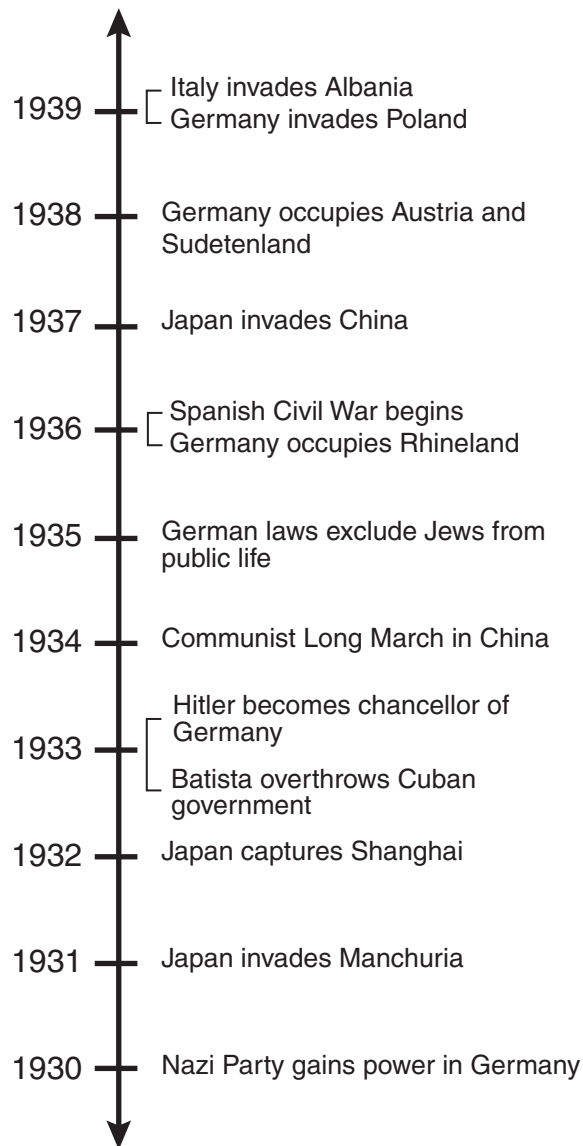 1939
Italy invades Albania
Germany invades Poland
1938
Germany occupies Austria and
Sudetenland
1937
Japan invades China
1936
Spanish Civil War begins
Germany occupies Rhineland
1935
German laws exclude Jews from
public life
1934
Communist Long March in China
1933
Hitler becomes chancellor of
Germany
Batista overthrows Cuban
government
1932
Japan captures Shanghai
1931
Japan invades Manchuria
1930
Nazi Party gains power in Germany